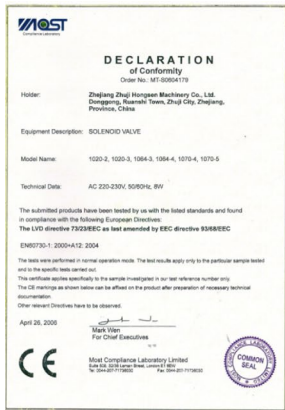 MOST
Compliance Laboratory
DECLARATION
of Conformity
Order No.: MT-S0604179
Holder: Zhejiang Zhuji Hongsen Machinery Co., Ltd.
Donggong, Ruanshi Town, Zhuji City, Zhejiang,
Province, China
Equipment Description: SOLENOID VALVE
Model Name: 1020-2, 1020-3, 1064-3, 1064-4, 1070-4, 1070-5
Technical Data: AC 220-230V, 50/60Hz, 8W
The submitted products have been tested by us with the listed standards and found
in compliance with the following European Directives:
The LVD directive 73/23/EEC as last amended by EEC directive 93/68/EEC
EN60730-1: 2000+A12: 2004
The tests were performed in normal operation mode. The test results apply only to the particular sample tested
and to the specific tests carried out.
This certificate applies specifically to the sample investigated in our test reference number only.
The CE markings as shown below can be affixed on the product after preparation of necessary technical
documentation.
Other relevant Directives have to be observed.
April 26, 2006
Mark Wen
For Chief Executives
CE
Most Compliance Laboratory Limited
COMPLIANCE LABORATORY
COMMON
SEAL